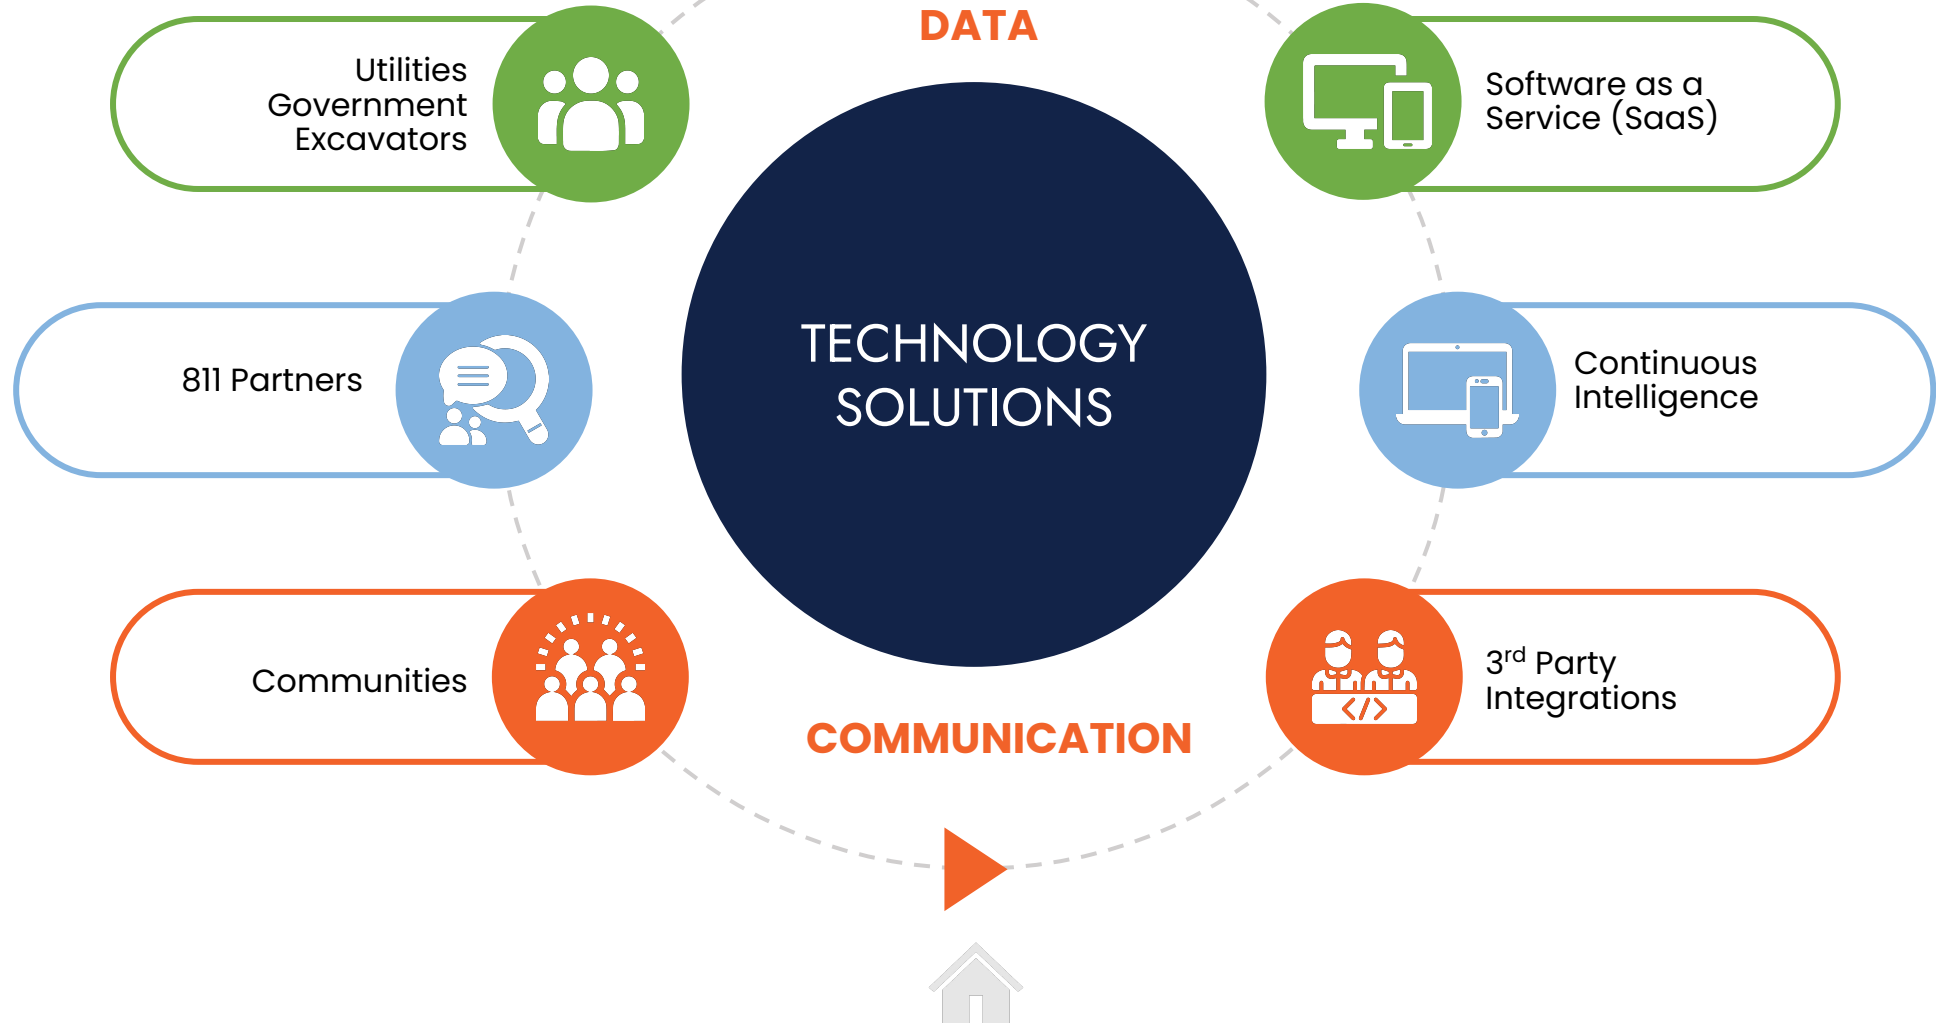 DATA
Utilities
Government
Excavators
Software as a
Service (SaaS)
TECHNOLOGY
SOLUTIONS
811 Partners
Continuous
Intelligence
Communities
3rd Party
Integrations
</>
COMMUNICATION